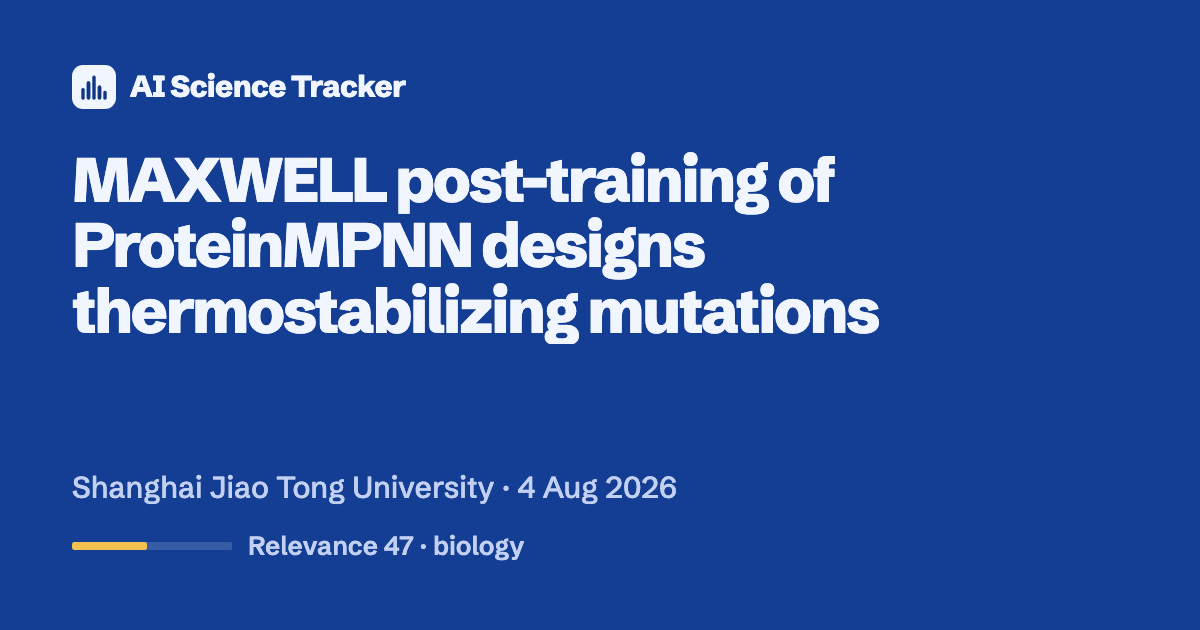 AI Science Tracker
MAXWELL post-training of
ProteinMPNN designs
thermostabilizing mutations
Shanghai Jiao Tong University · 4 Aug 2026
Relevance 47 · biology